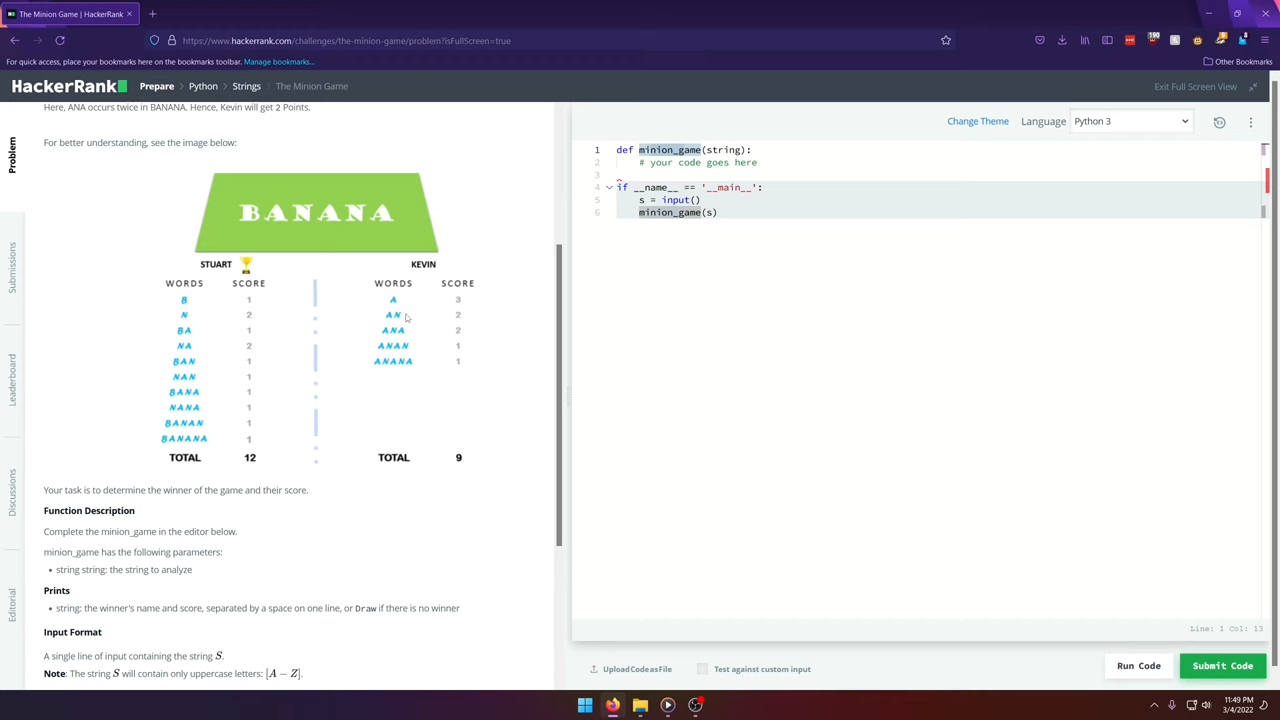 The Minion Game | HackerRank
https://www.hackerrank.com/challenges/the-minion-game/problem?isFullScreen=true
190
For quick access, place your bookmarks here on the bookmarks toolbar. Manage bookmarks...
Other Bookmarks
HackerRank
Prepare > Python > Strings > The Minion Game
Exit Full Screen View
Problem
Submissions
Leaderboard
Discussions
Editorial
Here, ANA occurs twice in BANANA. Hence, Kevin will get 2 Points.
For better understanding, see the image below:
BANANA
STUART KEVIN
WORDS SCORE WORDS SCORE
B 1 A 3
N 2 AN 2
BA 1 ANA 2
NA 2 ANAN 1
BAN 1 ANANA 1
NAN 1
BANA 1
NANA 1
BANAN 1
BANANA 1
TOTAL 12 TOTAL 9
Your task is to determine the winner of the game and their score.
Function Description
Complete the minion_game in the editor below.
minion_game has the following parameters:
• string string: the string to analyze
Prints
• string: the winner's name and score, separated by a space on one line, or Draw if there is no winner
Input Format
A single line of input containing the string S.
Note: The string S will contain only uppercase letters: [A − Z].
Change Theme Language Python 3
1 def minion_game(string):
2 # your code goes here
3
4 if __name__ == '__main__':
5 s = input()
6 minion_game(s)
Line: 1 Col: 13
Upload Code as File
Test against custom input
Run Code
Submit Code
11:49 PM
3/4/2022